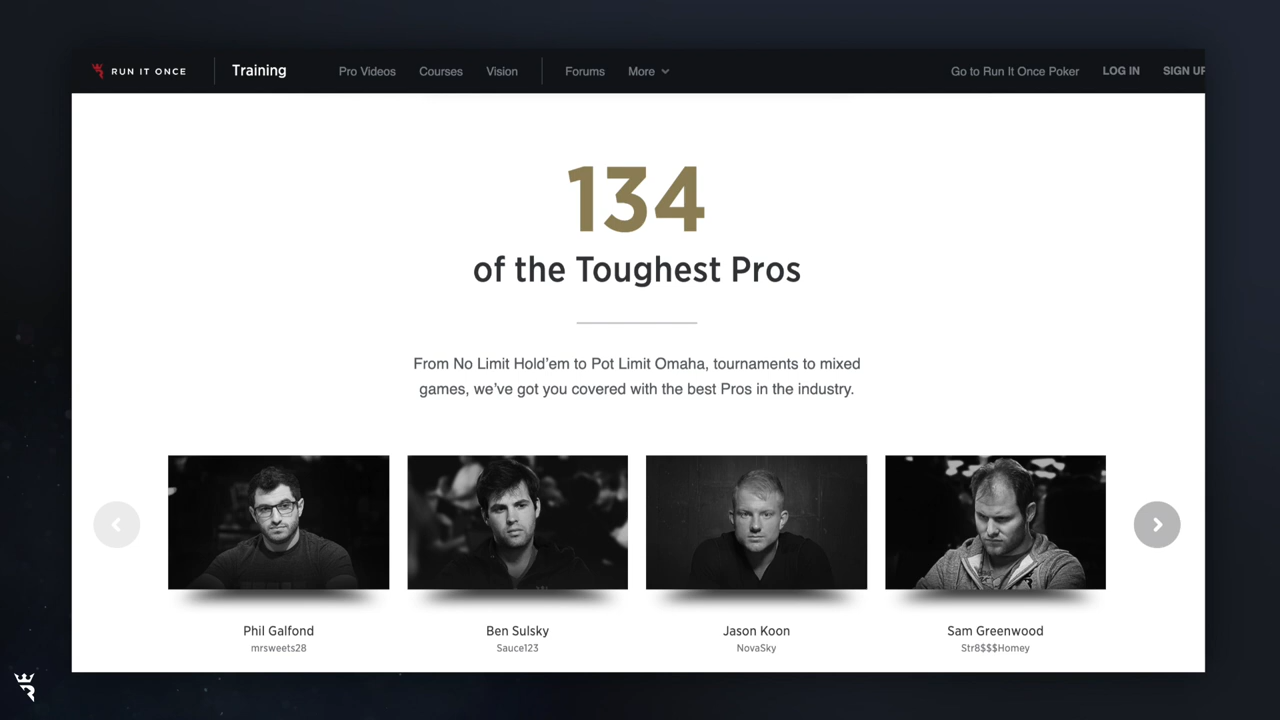 RUN IT ONCE Training Pro Videos Courses Vision Forums More Go to Run It Once Poker LOG IN SIGN UP
134
of the Toughest Pros
From No Limit Hold'em to Pot Limit Omaha, tournaments to mixed
games, we've got you covered with the best Pros in the industry.
Phil Galfond Ben Sulsky Jason Koon Sam Greenwood
mrsweets28 Sauce123 NovaSky Str8$$$Homey